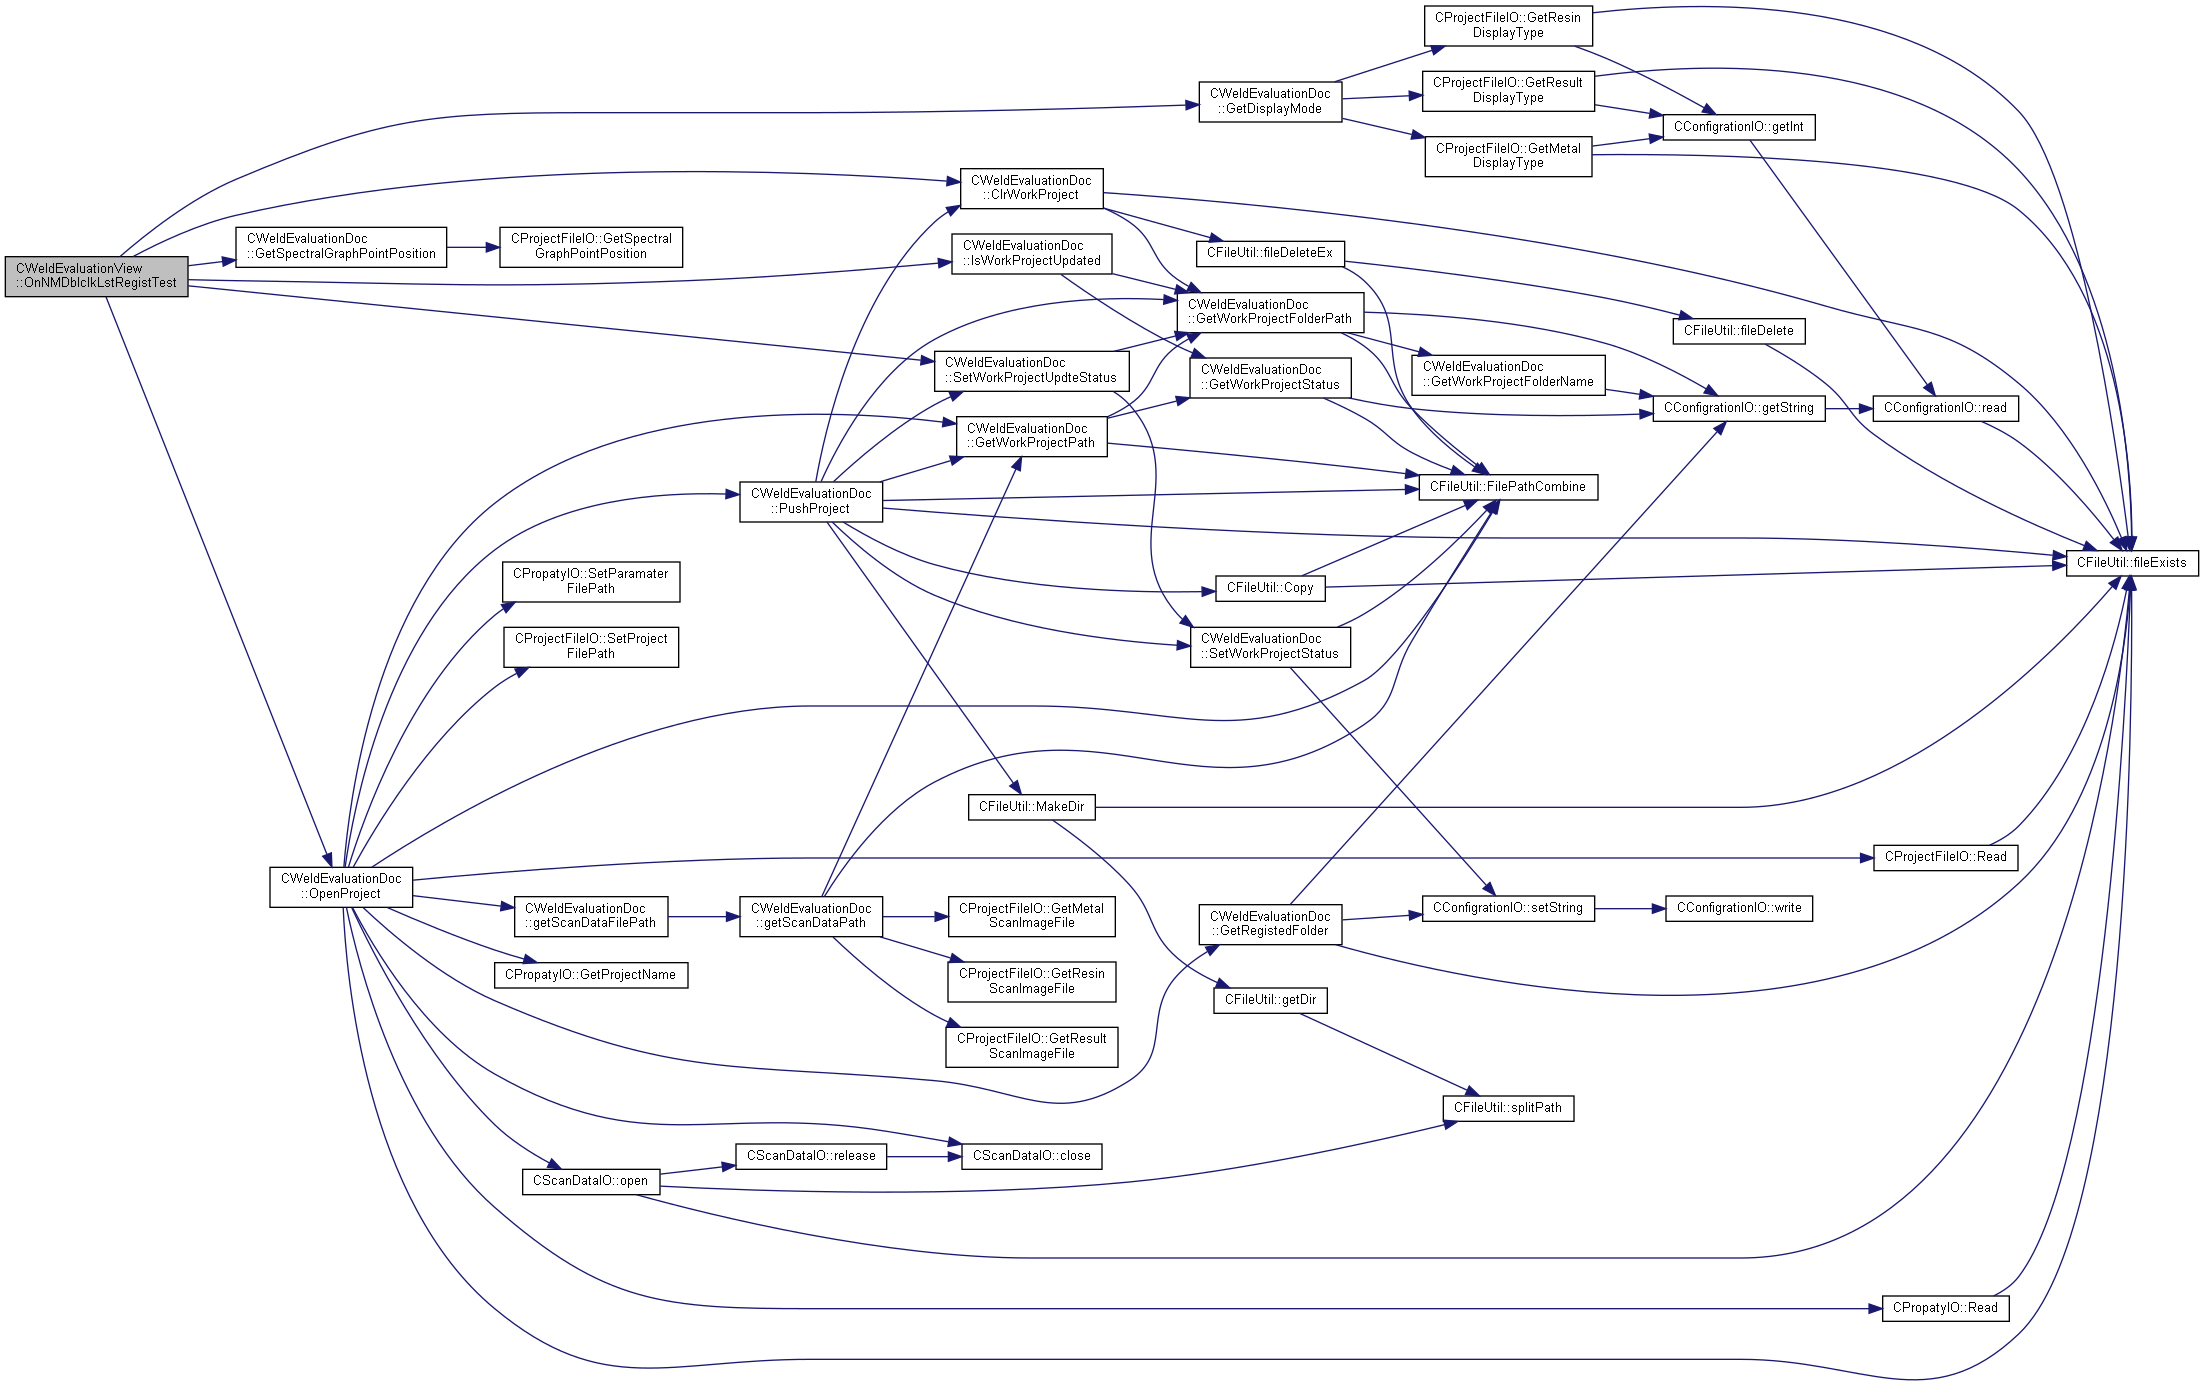 CProjectFileIO::GetResin
DisplayType
CProjectFileIO::GetResult
DisplayType
CWeldEvaluationDoc
::GetDisplayMode
CConfigrationIO::getInt
CProjectFileIO::GetMetal
DisplayType
CWeldEvaluationDoc
::ClrWorkProject
CWeldEvaluationDoc
::GetSpectralGraphPointPosition
CProjectFileIO::GetSpectral
GraphPointPosition
CWeldEvaluationDoc
::IsWorkProjectUpdated
CFileUtil::fileDeleteEx
CWeldEvaluationView
::OnNMDblclkLstRegistTest
CWeldEvaluationDoc
::GetWorkProjectFolderPath
CFileUtil::fileDelete
CWeldEvaluationDoc
::SetWorkProjectUpdteStatus
CWeldEvaluationDoc
::GetWorkProjectStatus
CWeldEvaluationDoc
::GetWorkProjectFolderName
CConfigrationIO::getString
CConfigrationIO::read
CWeldEvaluationDoc
::GetWorkProjectPath
CFileUtil::FilePathCombine
CWeldEvaluationDoc
::PushProject
CFileUtil::fileExists
CPropatyIO::SetParamater
FilePath
CFileUtil::Copy
CProjectFileIO::SetProject
FilePath
CWeldEvaluationDoc
::SetWorkProjectStatus
CFileUtil::MakeDir
CProjectFileIO::Read
CWeldEvaluationDoc
::OpenProject
CWeldEvaluationDoc
::getScanDataFilePath
CWeldEvaluationDoc
::getScanDataPath
CProjectFileIO::GetMetal
ScanImageFile
CWeldEvaluationDoc
::GetRegistedFolder
CConfigrationIO::setString
CConfigrationIO::write
CPropatyIO::GetProjectName
CProjectFileIO::GetResin
ScanImageFile
CFileUtil::getDir
CProjectFileIO::GetResult
ScanImageFile
CFileUtil::splitPath
CScanDataIO::release
CScanDataIO::close
CScanDataIO::open
CPropatyIO::Read